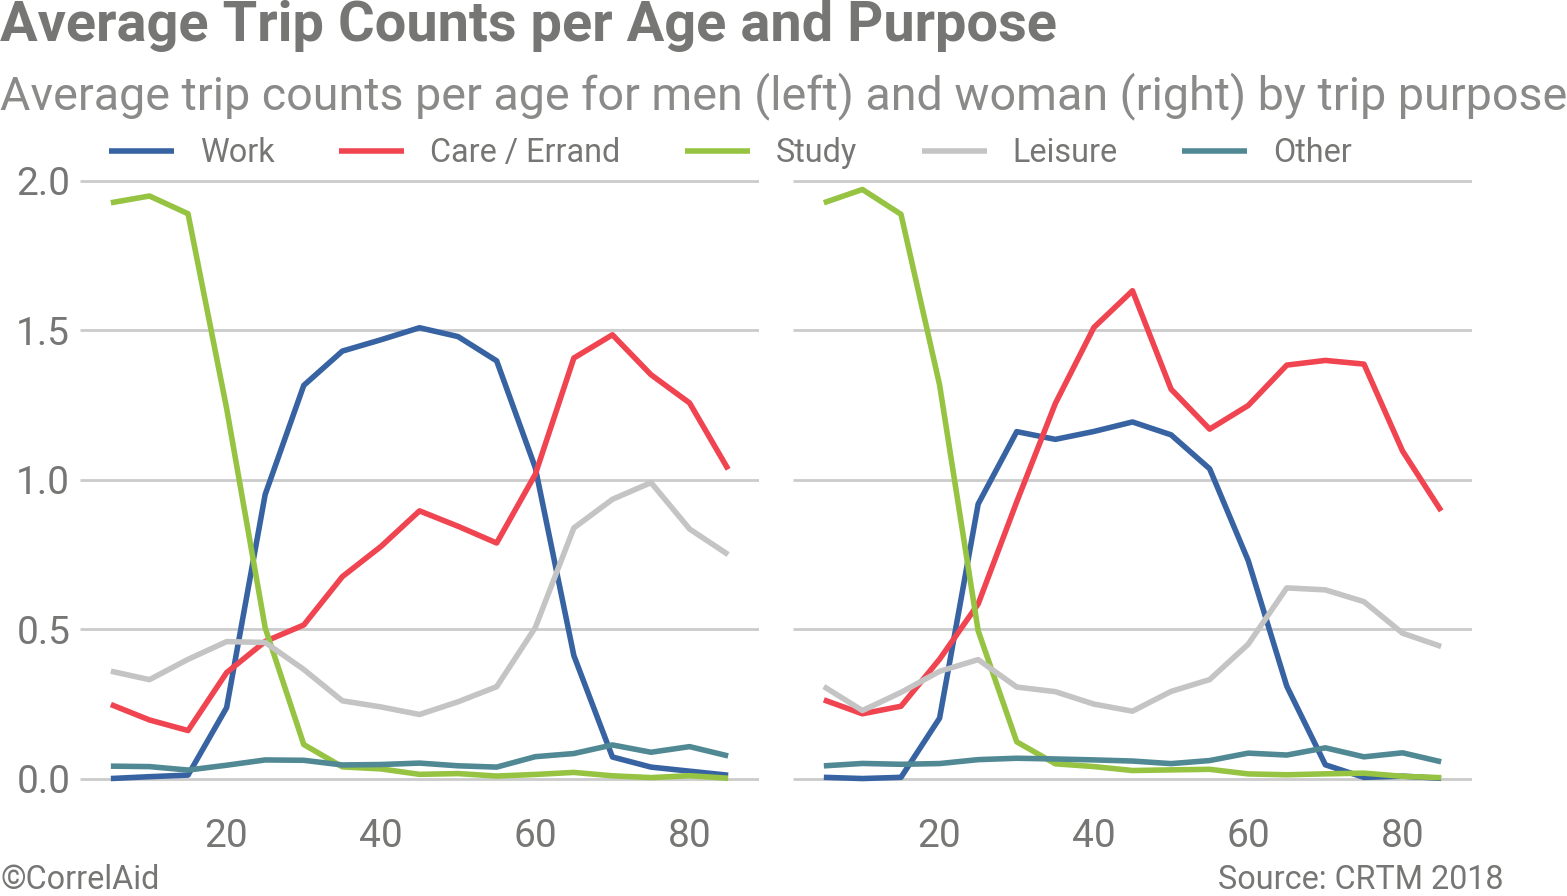 Average Trip Counts per Age and Purpose
Average trip counts per age for men (left) and woman (right) by trip purpose
Work Care / Errand Study Leisure Other
2.0
1.5
1.0
0.5
0.0
20 40 60 80 20 40 60 80
©CorrelAid Source: CRTM 2018